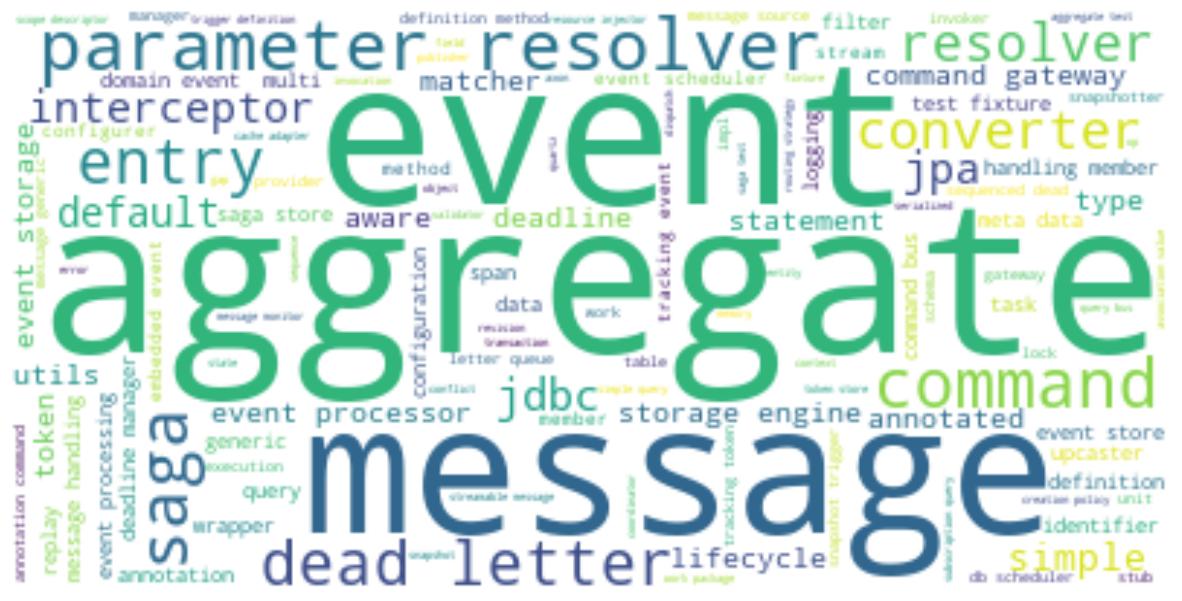 scope descriptor
manager
trigger definition
definition method
resource injector
message source
filter
invoker
aggregate test
parameter resolver
field
publisher
stream
resolver
domain event
multi
invocation
matcher
axon
event scheduler
fixture
command gateway
interceptor
event
test fixture
snapshotter
configurer
cache adapter
dispatch
impl
routing strategy
logging
converter
entry
method
quartz
saga test
jpa
handling member
event storage
message generic
gap
provider
object
sequenced dead
default
saga store
aware
validator
deadline
tracking event
statement
serialized
meta data
type
aggregate
error
embedded event
sequence
configuration
span
entity
command bus
schema
gateway
query bus
association value
message monitor
data
work
memory
task
revision
transaction
letter queue
table
state
context
lock
utils
conflict
jdbc
simple query
token store
command
deadline manager
saga
event processor
member
storage engine
annotated
token
message handling
event processing
generic
message
tracking token
event store
upcaster
execution
query
streamable message
coordinator
snapshot trigger
subscription query
definition
creation policy
unit
annotation command
replay
wrapper
identifier
annotation
dead letter
snapshot
lifecycle
work package
simple
db scheduler
stub